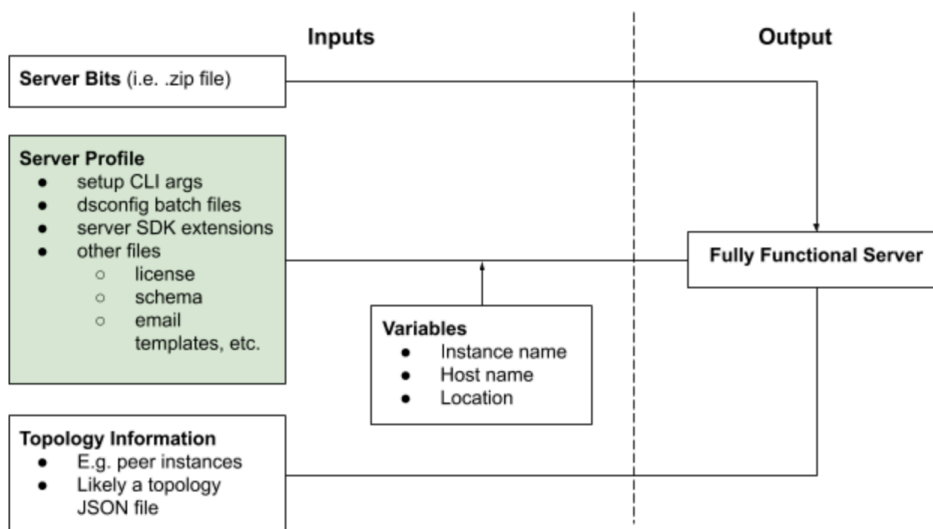 Inputs
Output
Server Bits (i.e. .zip file)
Server Profile
● setup CLI args
● dsconfig batch files
● server SDK extensions
● other files
○ license
○ schema
○ email
templates, etc.
Fully Functional Server
Variables
● Instance name
● Host name
● Location
Topology Information
● E.g. peer instances
● Likely a topology
JSON file